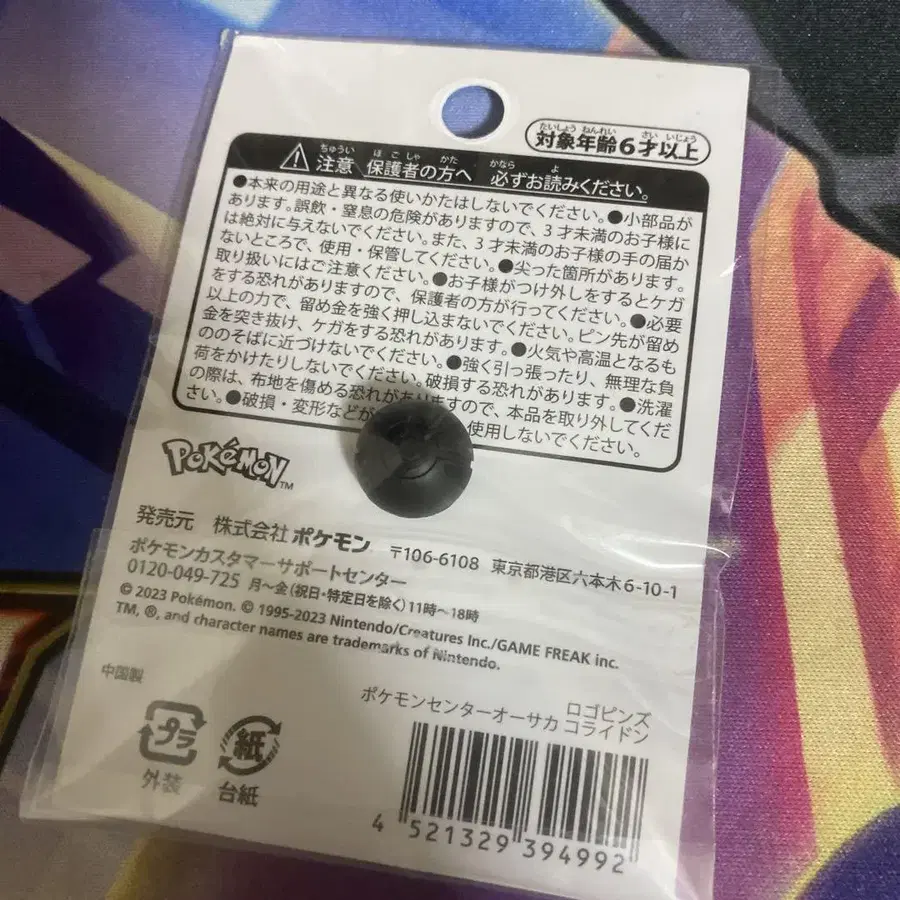 たいしょう ねんれい さい いじょう
対象年齢6才以上
ちゅうい ほごしゃ かた かなら よ
注意 保護者の方へ 必ずお読みください。
●本来の用途と異なる使いかたはしないでください。●小部品が
あります。誤飲・窒息の危険がありますので、3才未満のお子様に
は絶対に与えないでください。また、3才未満のお子様の手の届か
ないところで、使用・保管してください。●尖った箇所があります。
取り扱いにはご注意ください。●お子様がつけ外しをするとケガ
をする恐れがありますので、保護者の方が行ってください。●必要
以上の力で、留め金を強く押し込まないでください。ピン先が留め
金を突き抜け、ケガをする恐れがあります。●火気や高温となるも
ののそばに近づけないでください。●強く引っ張ったり、無理な負
荷をかけたりしないでください。破損する恐れがあります。●洗濯
の際は、布地を傷める恐れがありますので、本品を取り外してくだ
さい。●破損・変形などが 使用しないでください。
POKéMON™
発売元 株式会社 ポケモン 〒106-6108 東京都港区六本木6-10-1
ポケモンカスタマーサポートセンター
0120-049-725 月～金(祝日・特定日を除く)11時～18時
© 2023 Pokémon. © 1995-2023 Nintendo/Creatures Inc./GAME FREAK inc.
TM, ®, and character names are trademarks of Nintendo.
中国製
ロゴピンズ
ポケモンセンターオーサカ コライドン
プラ
外装
紙
台紙
4 521329 394992